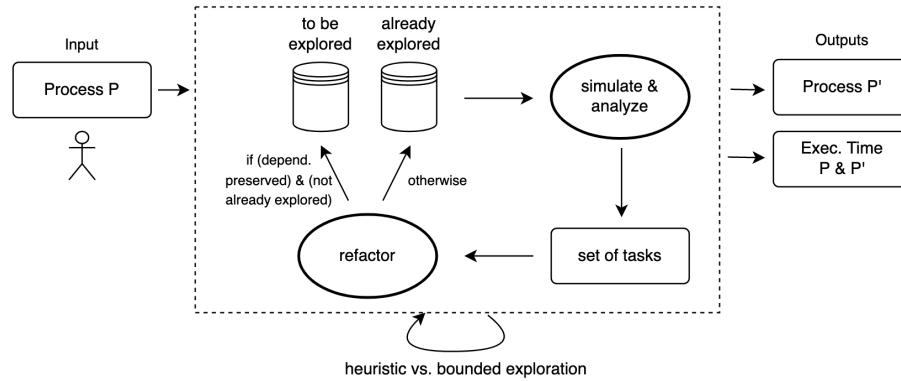 Input
Process P
to be
explored
already
explored
simulate &
analyze
if (depend.
preserved) & (not
already explored)
otherwise
refactor
set of tasks
Outputs
Process P'
Exec. Time
P & P'
heuristic vs. bounded exploration